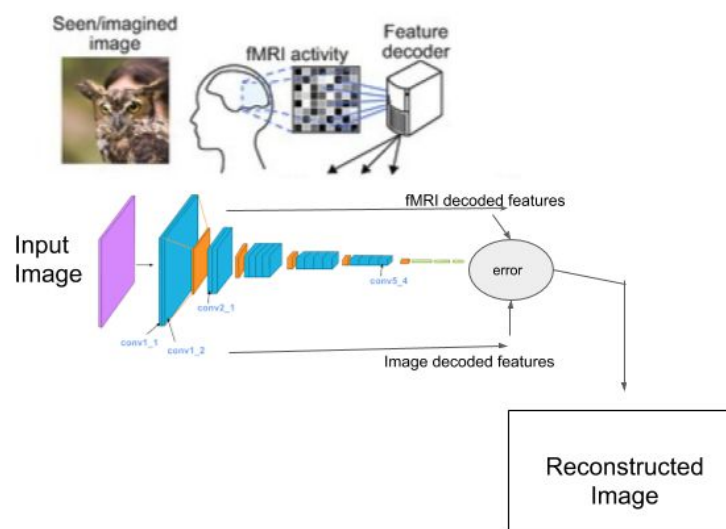 Seen/imagined
image
fMRI activity
Feature
decoder
fMRI decoded features
Input
Image
error
conv2_1
conv5_4
conv1_1
conv1_2
Image decoded features
Reconstructed
Image